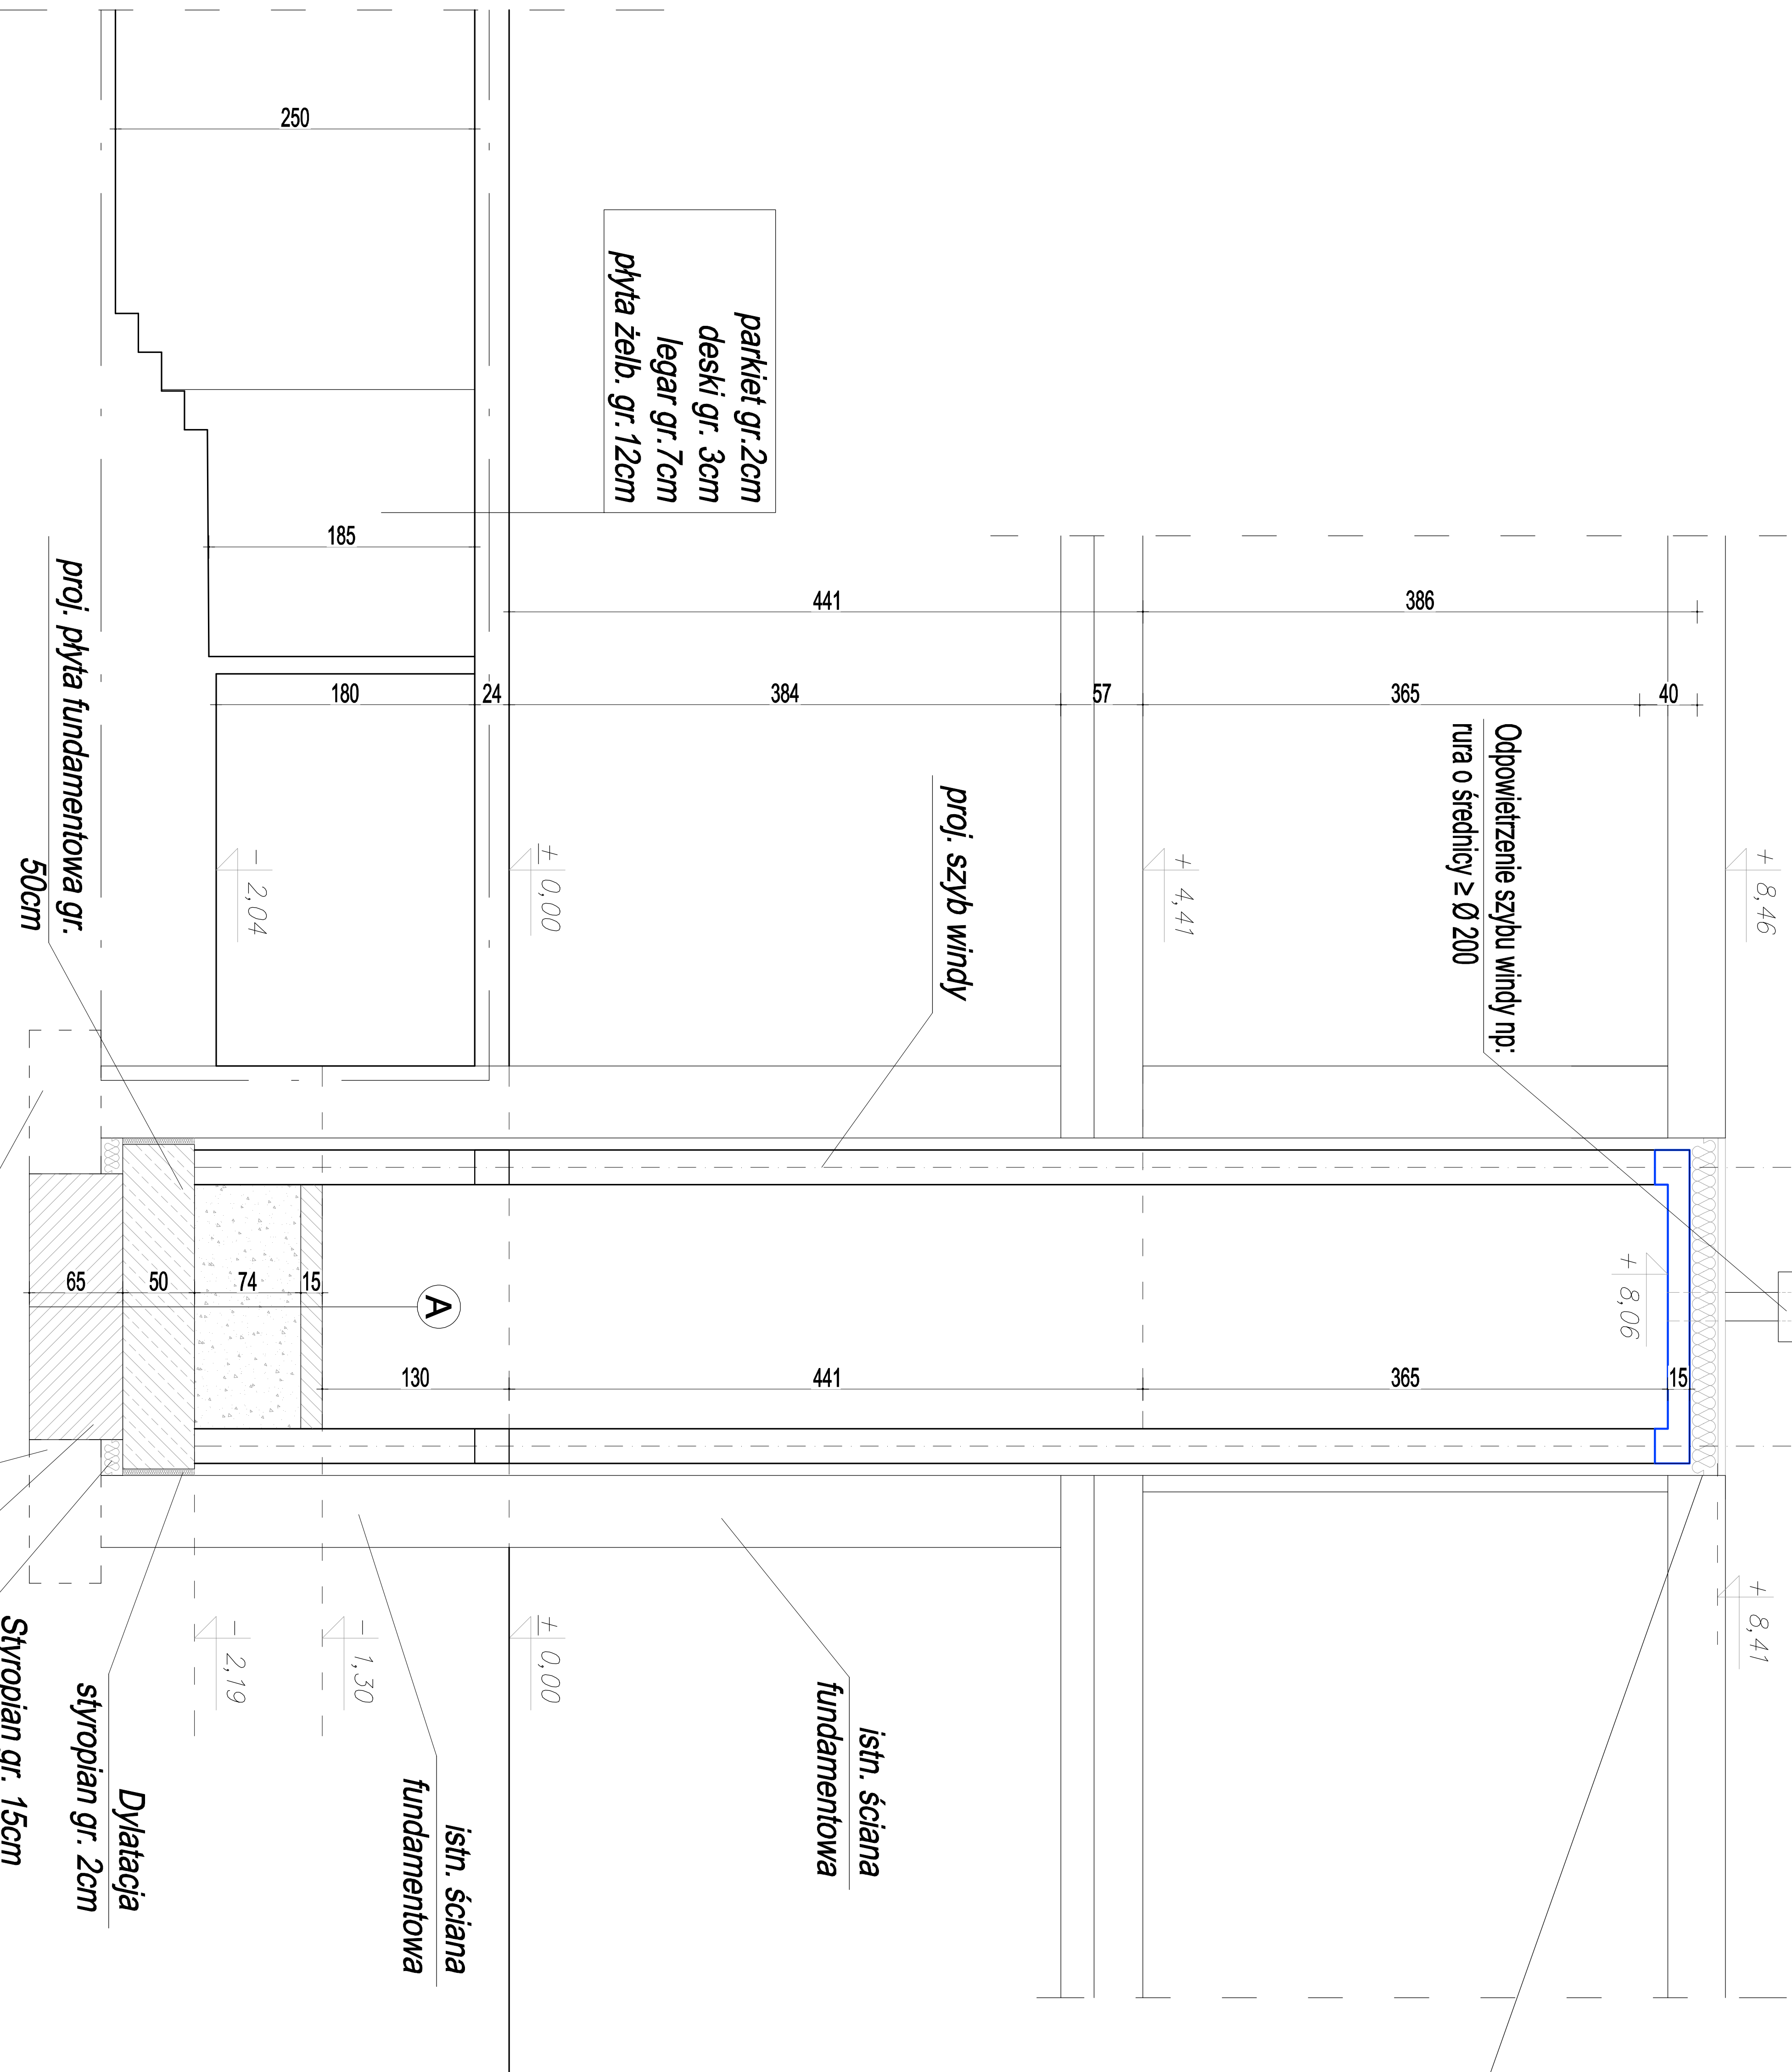 + 8,46
+ 8,41
Odpowietrzenie szybu windy np:
rura o średnicy ≥ Ø 200
386
40
15
365
365
+ 8,06
+ 4,41
57
proj. szyb windy
istn. ściana
fundamentowa
441
384
441
parkiet gr.2cm
deski gr. 3cm
legar gr.7cm
płyta żelb. gr.12cm
± 0,00
± 0,00
24
A
130
istn. ściana
fundamentowa
250
185
180
- 1,30
15
- 2,04
- 2,19
74
50
65
Dylatacja
styropian gr. 2cm
proj. płyta fundamentowa gr.
50cm
Styropian gr. 15cm